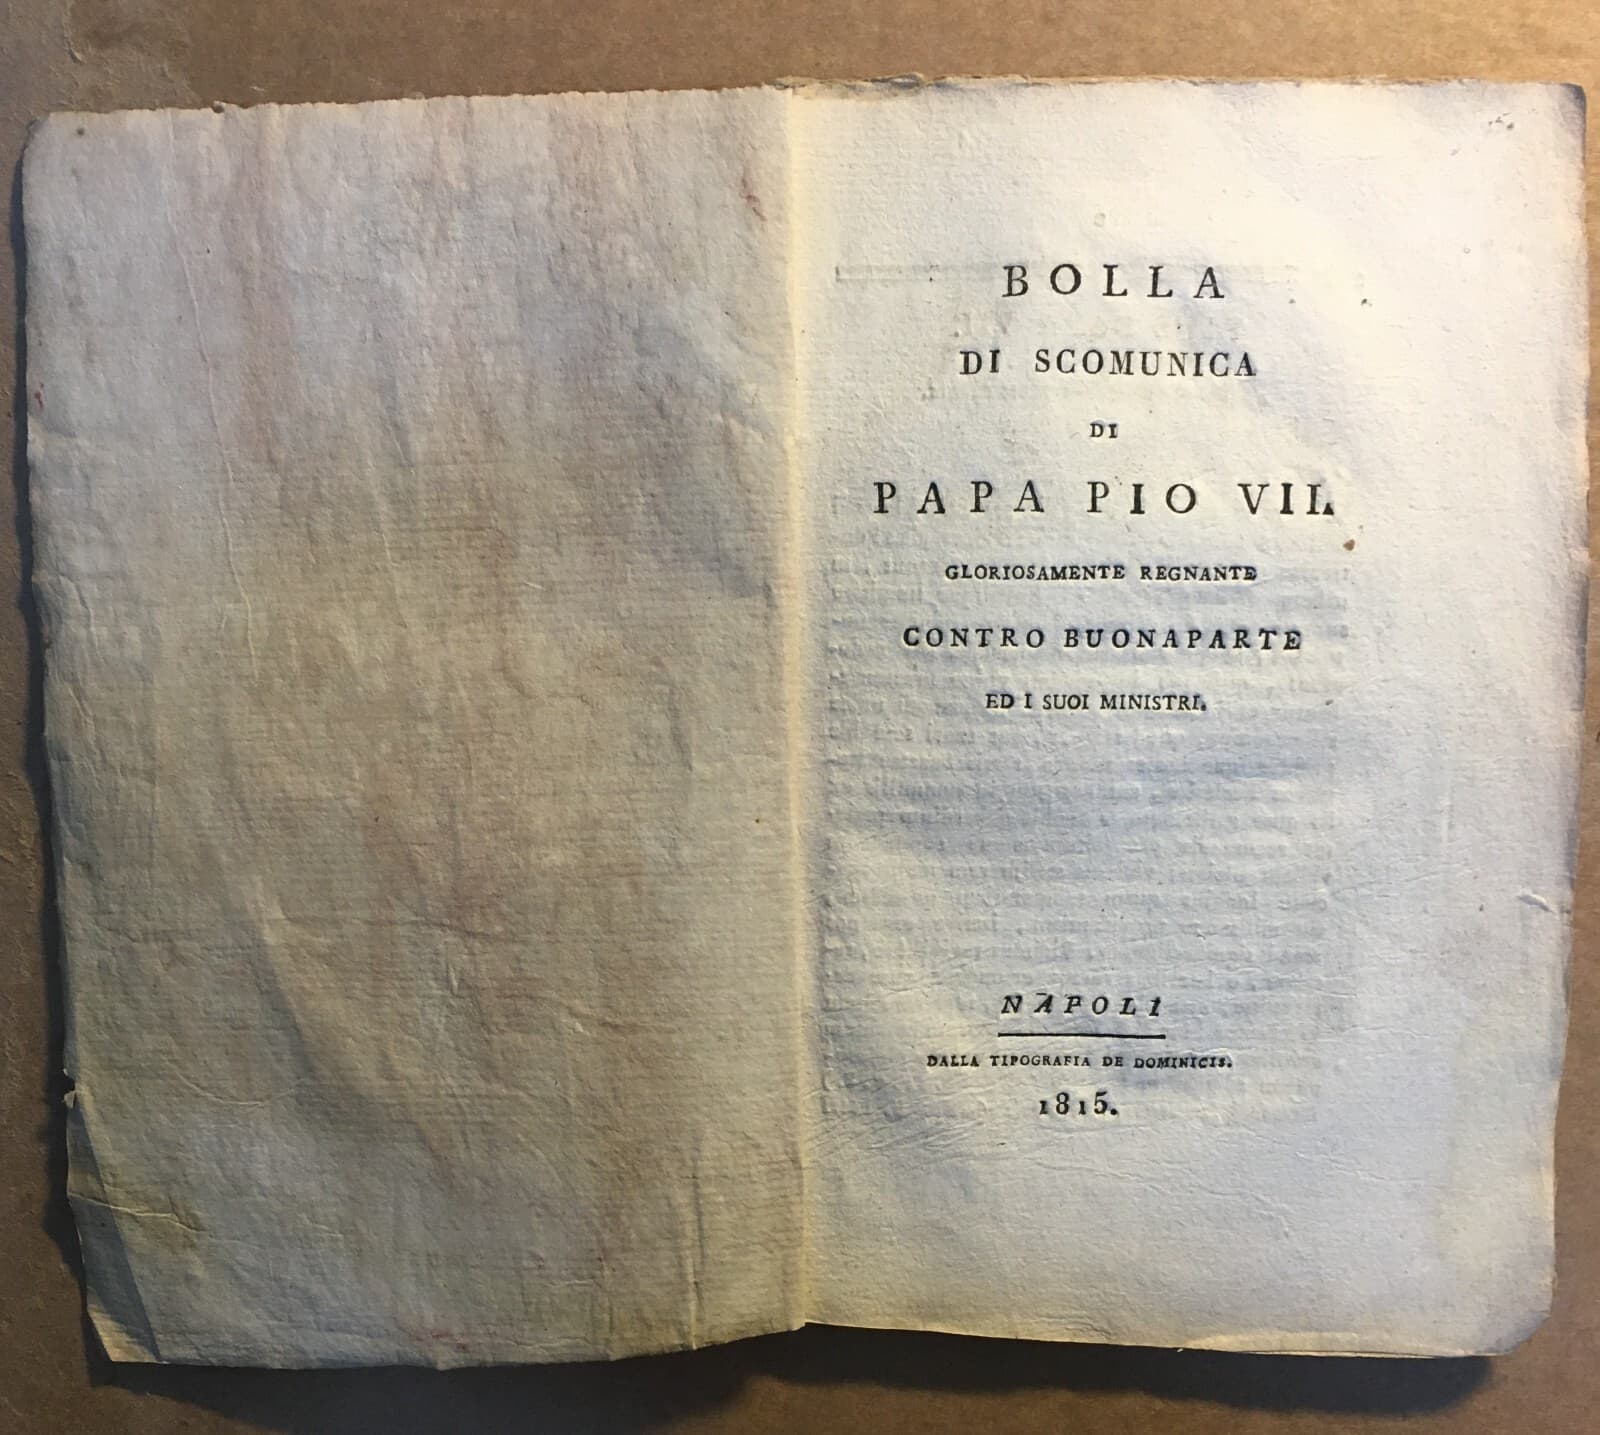 BOLLA
DI SCOMUNICA
DI
PAPA PIO VII.
GLORIOSAMENTE REGNANTE
CONTRO BUONAPARTE
ED I SUOI MINISTRI.
NAPOLI
DALLA TIPOGRAFIA DE DOMINICIS.
1815.